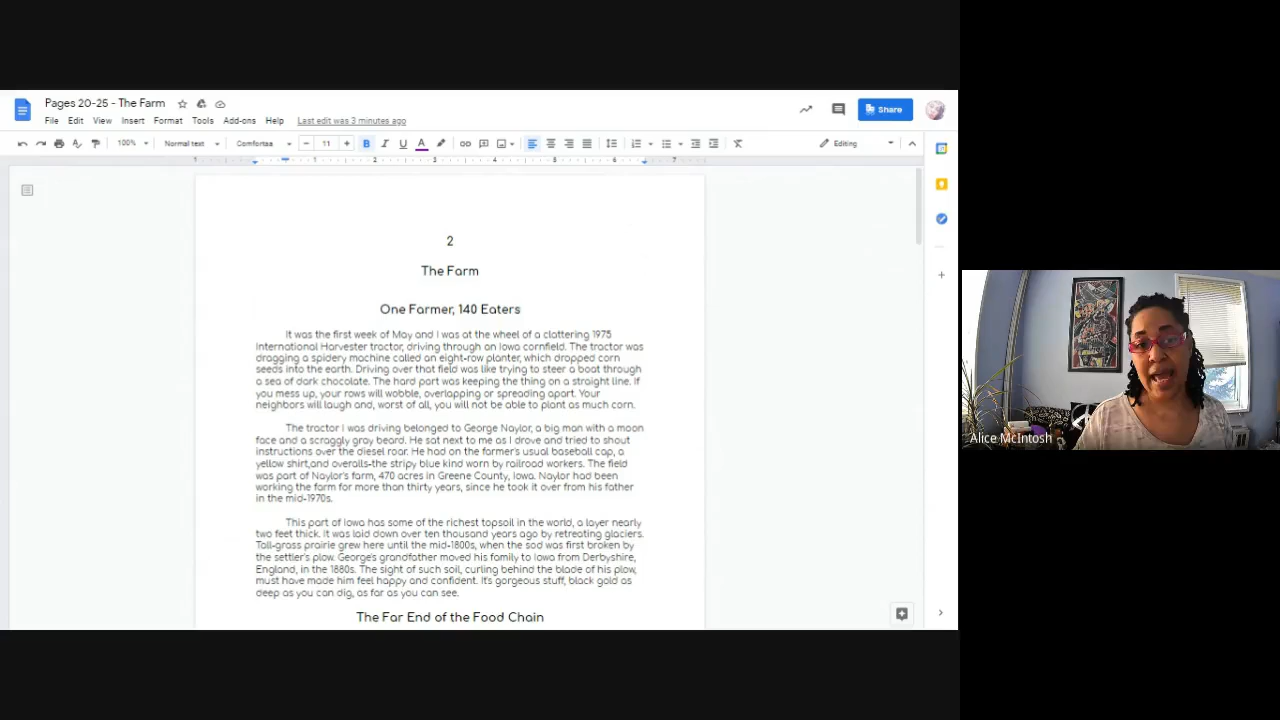 Pages 20-25 - The Farm
File Edit View Insert Format Tools Add-ons Help Last edit was 3 minutes ago
Share
100% Normal text Comfortaa - 11 + B I U A Editing
1 1 2 3 4 5 6 7
2
The Farm
One Farmer, 140 Eaters
It was the first week of May and I was at the wheel of a clattering 1975
International Harvester tractor, driving through an Iowa cornfield. The tractor was
dragging a spidery machine called an eight-row planter, which dropped corn
seeds into the earth. Driving over that field was like trying to steer a boat through
a sea of dark chocolate. The hard part was keeping the thing on a straight line. If
you mess up, your rows will wobble, overlapping or spreading apart. Your
neighbors will laugh and, worst of all, you will not be able to plant as much corn.
The tractor I was driving belonged to George Naylor, a big man with a moon
face and a scraggly gray beard. He sat next to me as I drove and tried to shout
instructions over the diesel roar. He had on the farmer's usual baseball cap, a
yellow shirt,and overalls-the stripy blue kind worn by railroad workers. The field
was part of Naylor's farm, 470 acres in Greene County, Iowa. Naylor had been
working the farm for more than thirty years, since he took it over from his father
in the mid-1970s.
This part of Iowa has some of the richest topsoil in the world, a layer nearly
two feet thick. It was laid down over ten thousand years ago by retreating glaciers.
Tall-grass prairie grew here until the mid-1800s, when the sod was first broken by
the settler's plow. George's grandfather moved his family to Iowa from Derbyshire,
England, in the 1880s. The sight of such soil, curling behind the blade of his plow,
must have made him feel happy and confident. It's gorgeous stuff, black gold as
deep as you can dig, as far as you can see.
The Far End of the Food Chain
Alice McIntosh